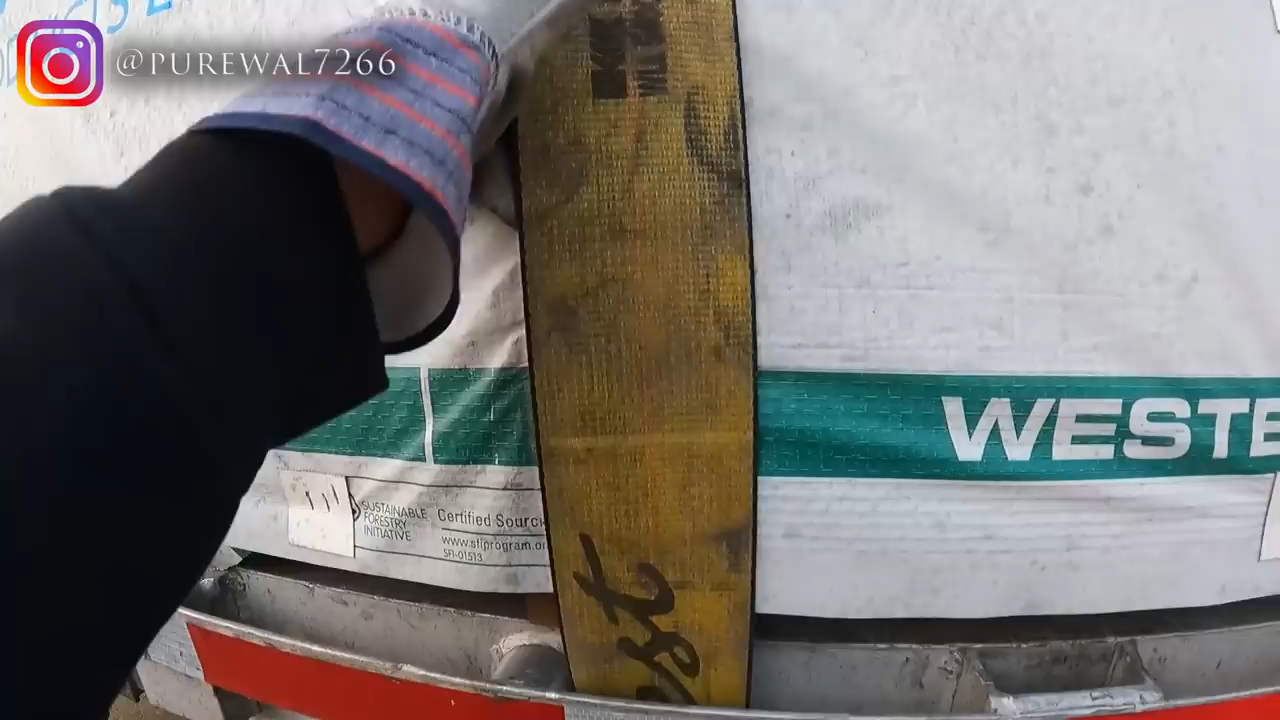 @PUREWAL7266
WESTE
SUSTAINABLE
FORESTRY
INITIATIVE
Certified Sourc
www.sfiprogram.or
SFI-01513